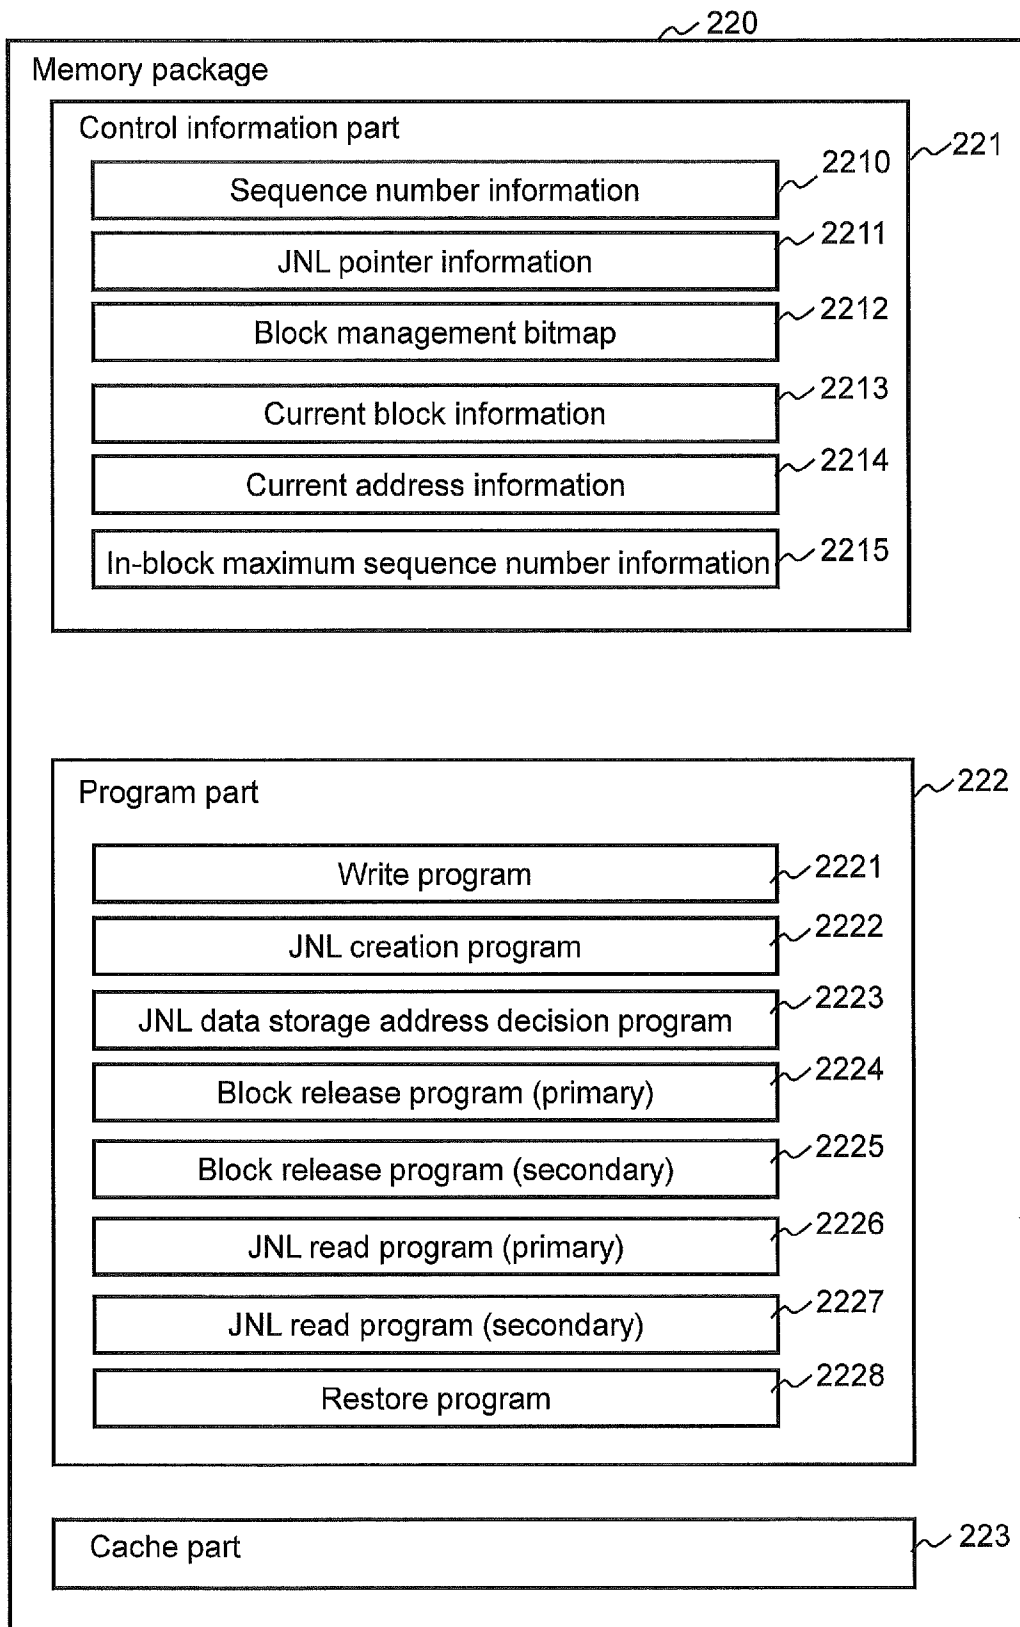 220
Memory package
Control information part
221
Sequence number information
2210
JNL pointer information
2211
Block management bitmap
2212
Current block information
2213
Current address information
2214
In-block maximum sequence number information
2215
Program part
222
Write program
2221
JNL creation program
2222
JNL data storage address decision program
2223
Block release program (primary)
2224
Block release program (secondary)
2225
JNL read program (primary)
2226
JNL read program (secondary)
2227
Restore program
2228
Cache part
223